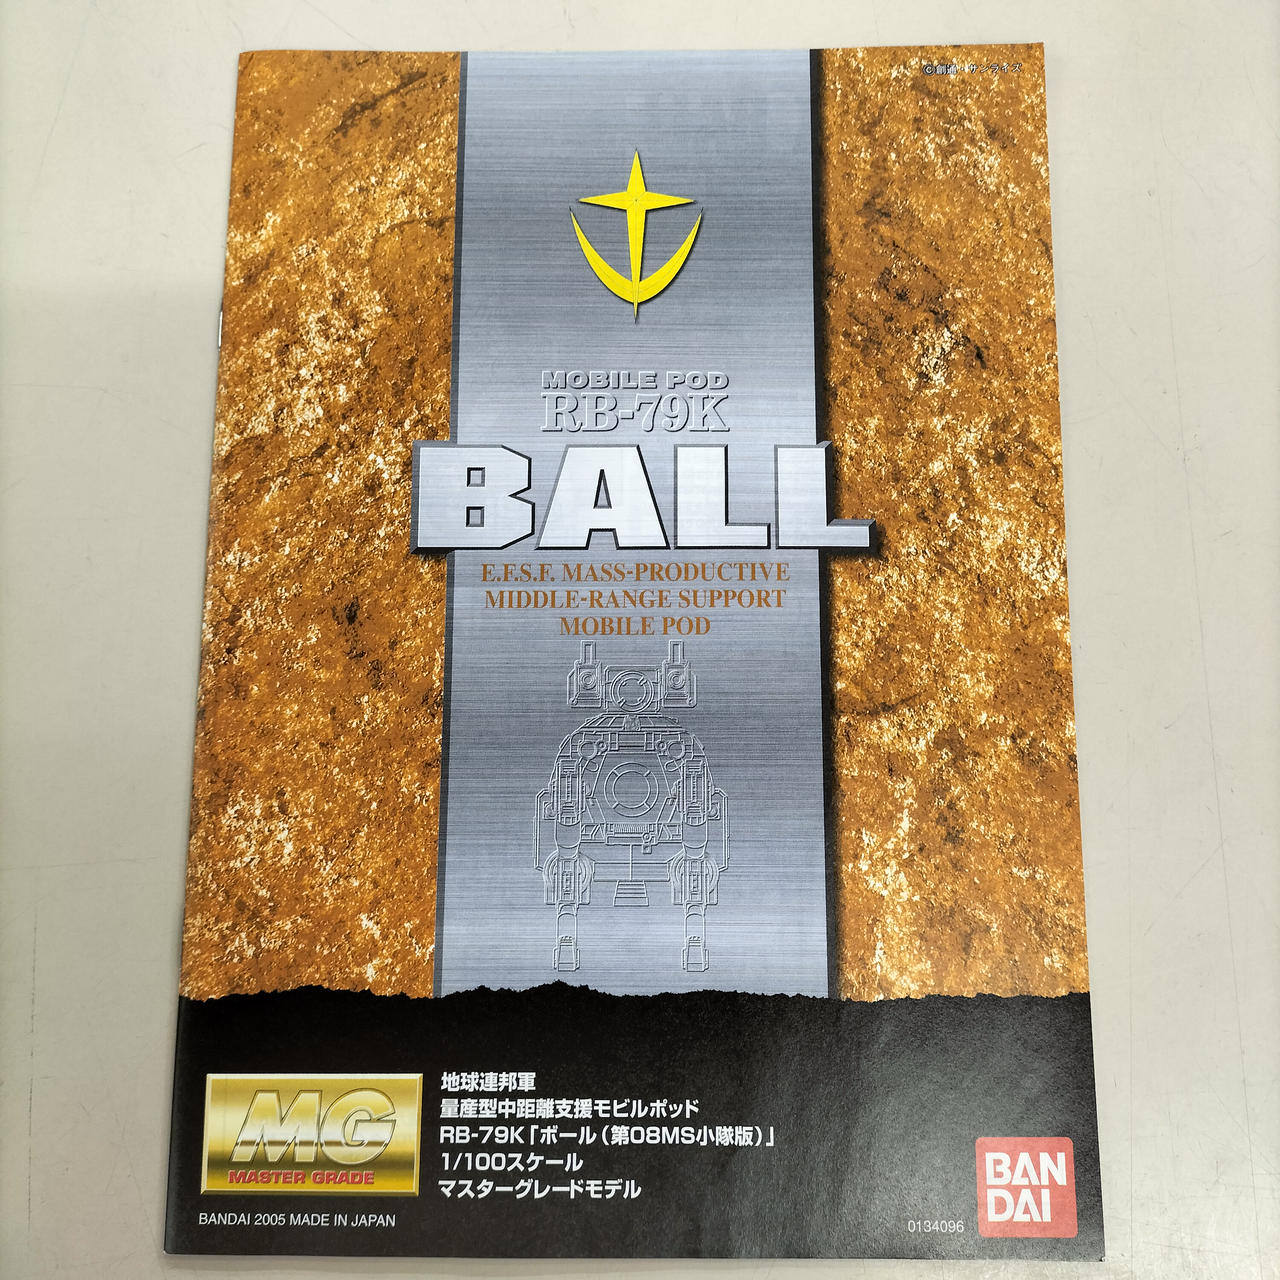 ©創通・サンライズ
MOBILE POD
RB-79K
BALL
E.F.S.F. MASS-PRODUCTIVE
MIDDLE-RANGE SUPPORT
MOBILE POD
MG
MASTER GRADE
地球連邦軍
量産型中距離支援モビルポッド
RB-79K「ボール（第08MS小隊版）」
1/100スケール
マスターグレードモデル
BANDAI 2005 MADE IN JAPAN
0134096
BAN
DAI